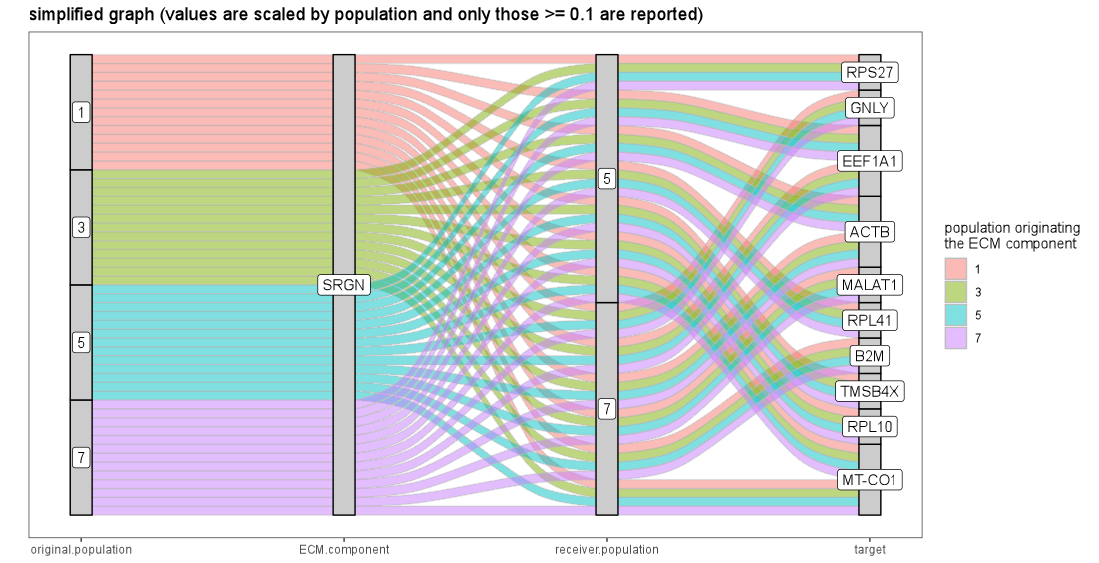 simplified graph (values are scaled by population and only those >= 0.1 are reported)
1
3
5
7
SRGN
5
7
RPS27
GNLY
EEF1A1
ACTB
MALAT1
RPL41
B2M
TMSB4X
RPL10
MT-CO1
original.population
ECM.component
receiver.population
target
population originating
the ECM component
1
3
5
7